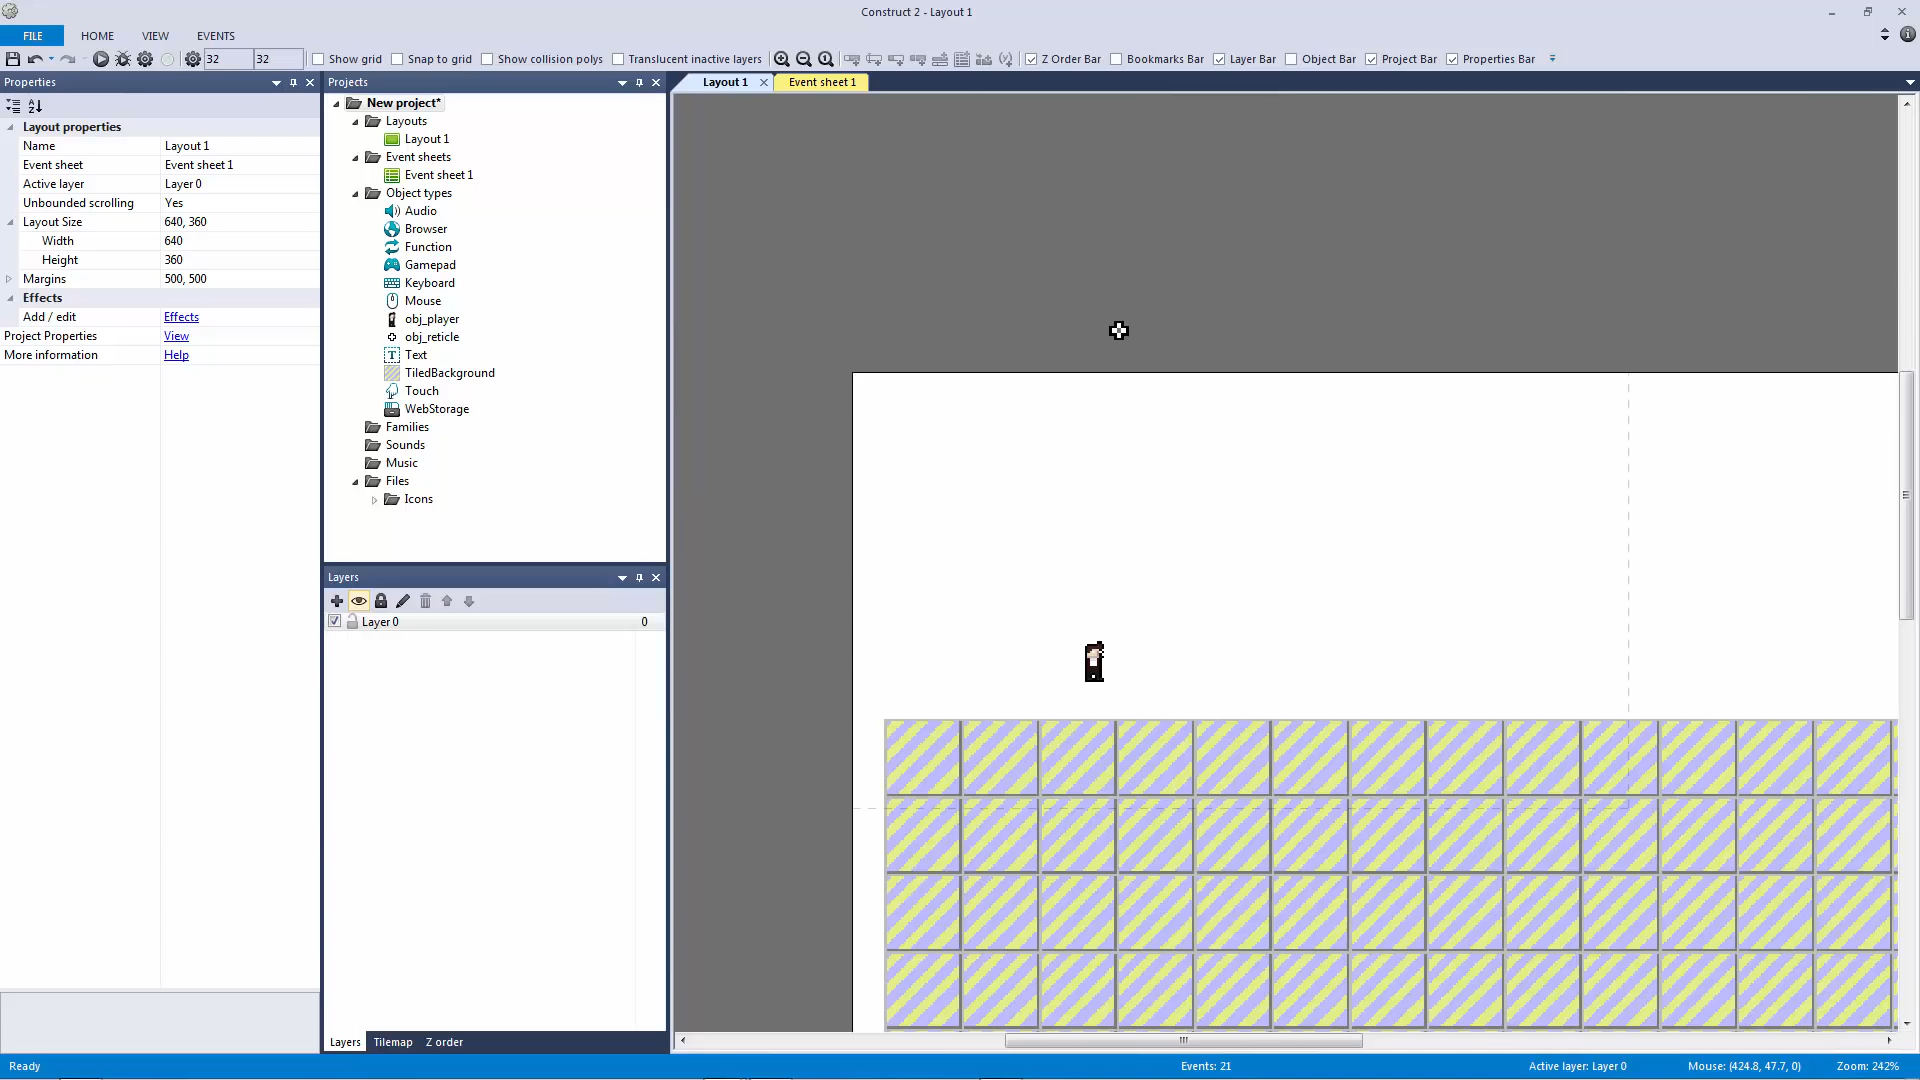 Construct 2 - Layout 1
FILE HOME VIEW EVENTS
32 32 Show grid Snap to grid Show collision polys Translucent inactive layers Z Order Bar Bookmarks Bar Layer Bar Object Bar Project Bar Properties Bar
Properties
Layout properties
Name Layout 1
Event sheet Event sheet 1
Active layer Layer 0
Unbounded scrolling Yes
Layout Size 640, 360
Width 640
Height 360
Margins 500, 500
Effects
Add / edit Effects
Project Properties View
More information Help
Projects
New project*
Layouts
Layout 1
Event sheets
Event sheet 1
Object types
Audio
Browser
Function
Gamepad
Keyboard
Mouse
obj_player
obj_reticle
Text
TiledBackground
Touch
WebStorage
Families
Sounds
Music
Files
Icons
Layers
Layer 0 0
Layers Tilemap Z order
Layout 1 Event sheet 1
Ready Events: 21 Active layer: Layer 0 Mouse: (424.8, 47.7, 0) Zoom: 242%